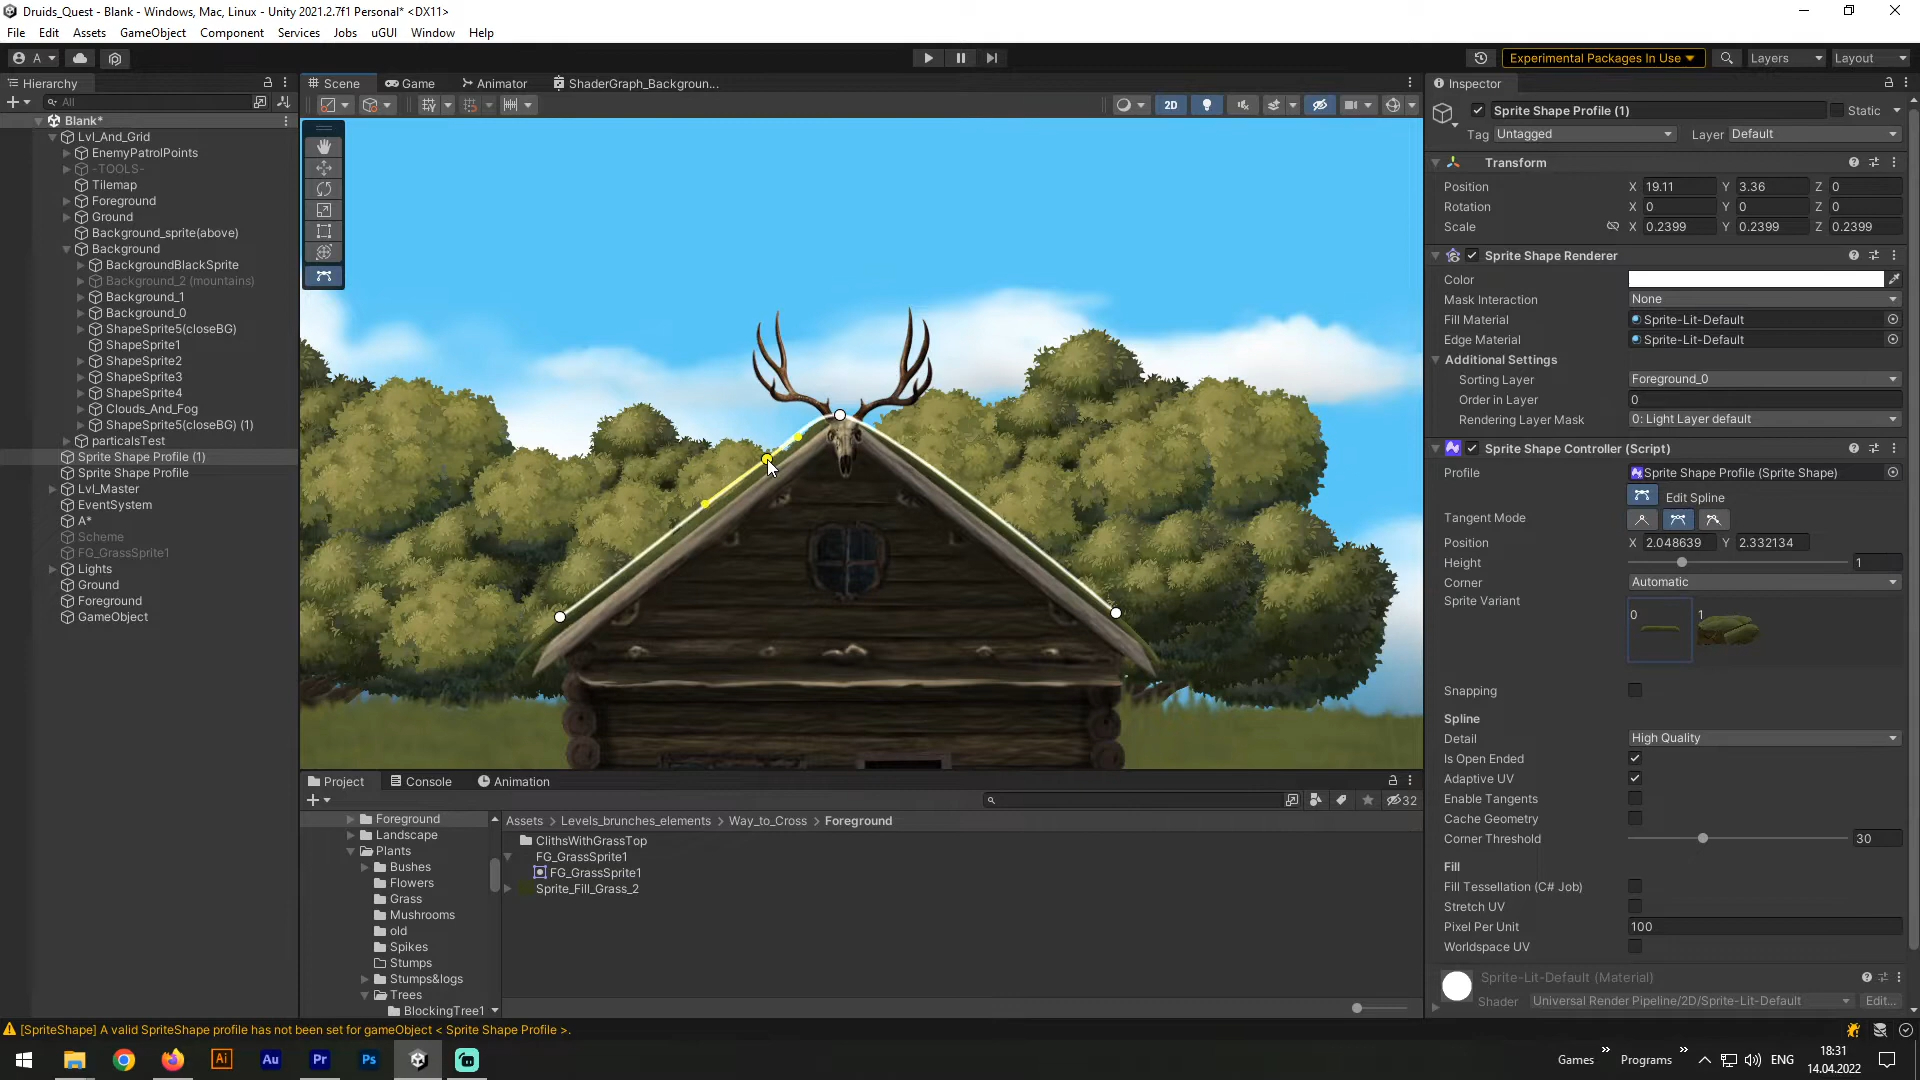 Druids_Quest - Blank - Windows, Mac, Linux - Unity 2021.2.7f1 Personal* <DX11>
File Edit Assets GameObject Component Services Jobs uGUI Window Help
A Experimental Packages In Use Layers Layout
Hierarchy
All
Blank*
Lvl_And_Grid
EnemyPatrolPoints
-TOOLS-
Tilemap
Foreground
Ground
Background_sprite(above)
Background
BackgroundBlackSprite
Background_2 (mountains)
Background_1
Background_0
ShapeSprite5(closeBG)
ShapeSprite1
ShapeSprite2
ShapeSprite3
ShapeSprite4
Clouds_And_Fog
ShapeSprite5(closeBG) (1)
particalsTest
Sprite Shape Profile (1)
Sprite Shape Profile
Lvl_Master
EventSystem
A*
Scheme
FG_GrassSprite1
Lights
Ground
Foreground
GameObject
Scene Game Animator ShaderGraph_Backgroun...
2D
Project Console Animation
32
Foreground
Landscape
Plants
Bushes
Flowers
Grass
Mushrooms
old
Spikes
Stumps
Stumps&logs
Trees
BlockingTree1
Assets > Levels_brunches_elements > Way_to_Cross > Foreground
ClithsWithGrassTop
FG_GrassSprite1
FG_GrassSprite1
Sprite_Fill_Grass_2
Inspector
Sprite Shape Profile (1) Static
Tag Untagged Layer Default
Transform
Position X 19.11 Y 3.36 Z 0
Rotation X 0 Y 0 Z 0
Scale X 0.2399 Y 0.2399 Z 0.2399
Sprite Shape Renderer
Color
Mask Interaction None
Fill Material Sprite-Lit-Default
Edge Material Sprite-Lit-Default
Additional Settings
Sorting Layer Foreground_0
Order in Layer 0
Rendering Layer Mask 0: Light Layer default
Sprite Shape Controller (Script)
Profile Sprite Shape Profile (Sprite Shape)
Edit Spline
Tangent Mode
Position X 2.048639 Y 2.332134
Height 1
Corner Automatic
Sprite Variant 0 1
Snapping
Spline
Detail High Quality
Is Open Ended
Adaptive UV
Enable Tangents
Cache Geometry
Corner Threshold 30
Fill
Fill Tessellation (C# Job)
Stretch UV
Pixel Per Unit 100
Worldspace UV
Sprite-Lit-Default (Material)
Shader Universal Render Pipeline/2D/Sprite-Lit-Default Edit...
[SpriteShape] A valid SpriteShape profile has not been set for gameObject < Sprite Shape Profile >.
Ai Au Pr Ps
Games Programs ENG
18:31
14.04.2022